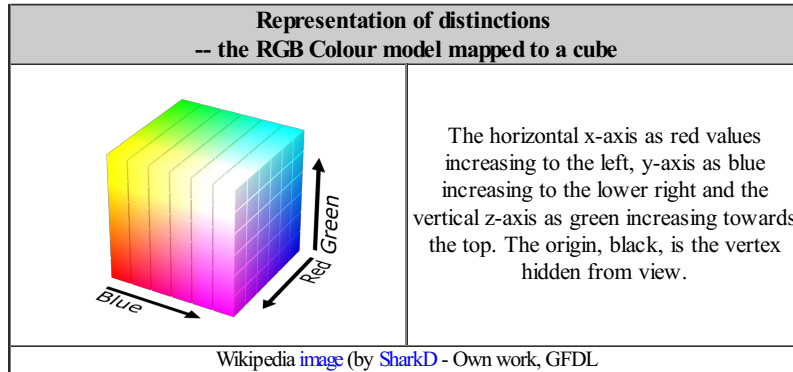 Representation of distinctions
-- the RGB Colour model mapped to a cube
Green
Red
Blue
The horizontal x-axis as red values
increasing to the left, y-axis as blue
increasing to the lower right and the
vertical z-axis as green increasing towards
the top. The origin, black, is the vertex
hidden from view.
Wikipedia image (by SharkD - Own work, GFDL